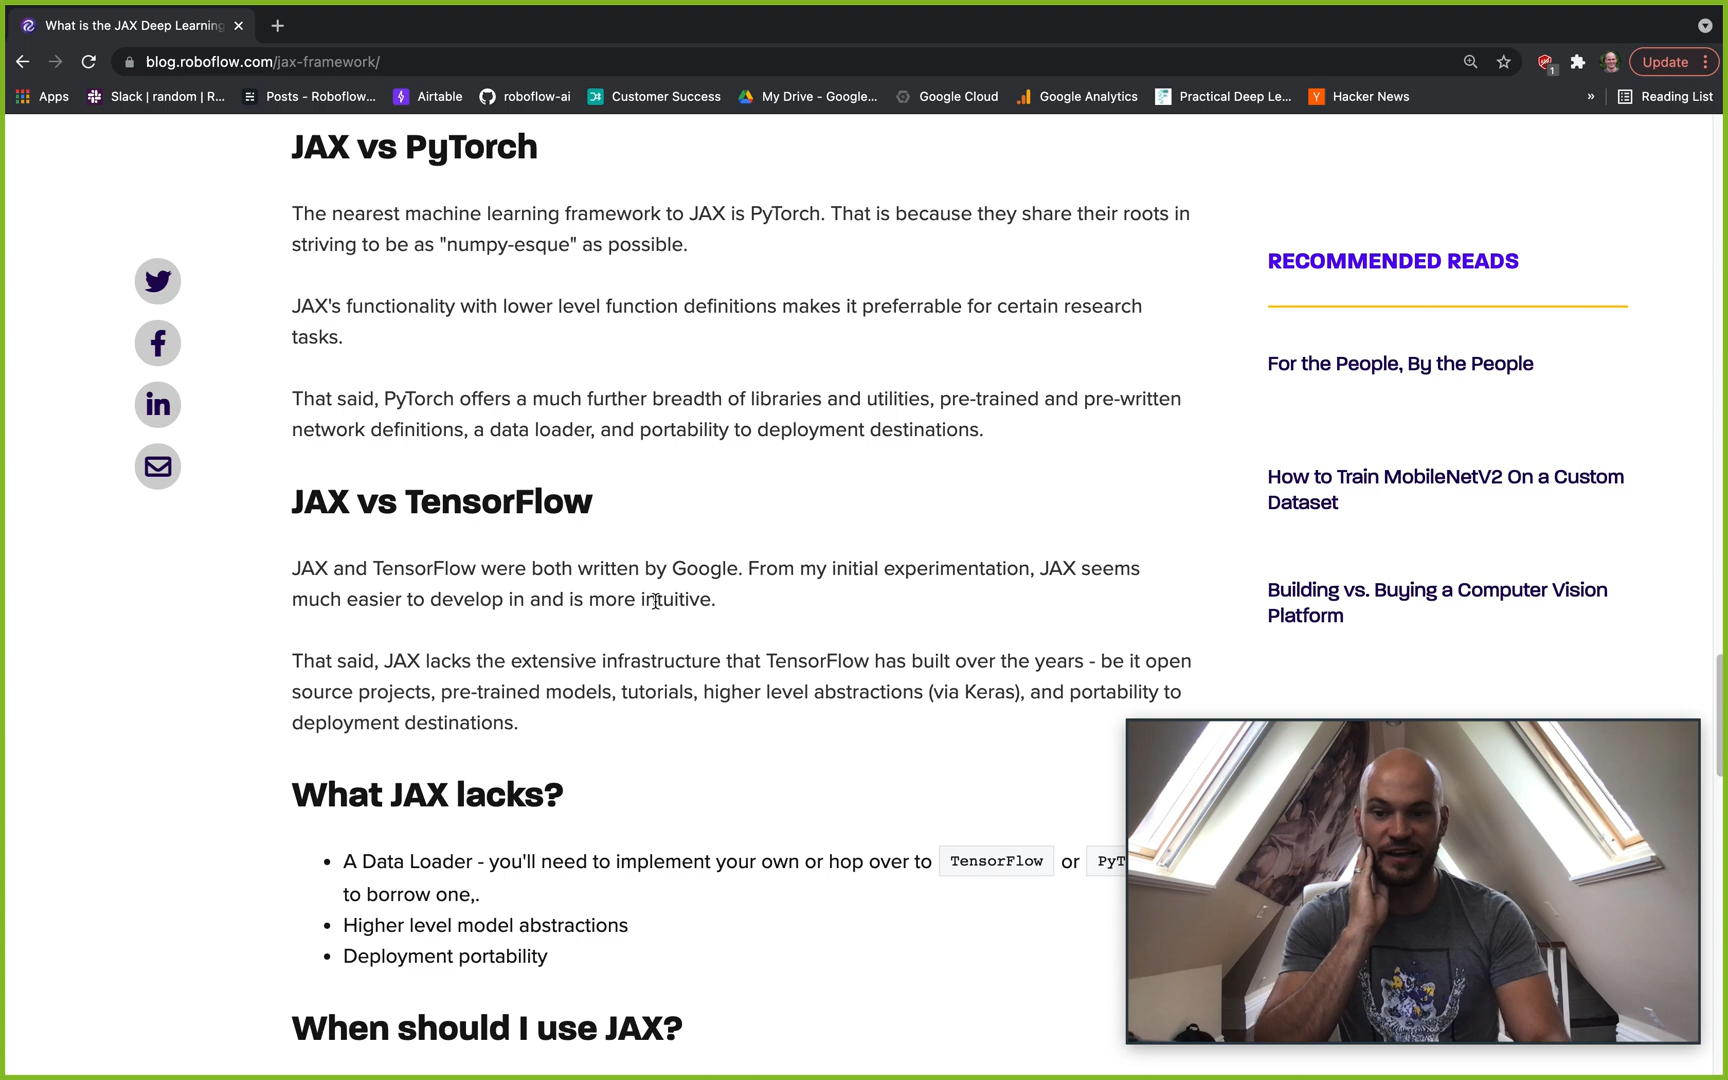 What is the JAX Deep Learning
blog.roboflow.com/jax-framework/
1
Update
Apps
Slack | random | R...
Posts - Roboflow...
Airtable
roboflow-ai
Customer Success
My Drive - Google...
Google Cloud
Google Analytics
Practical Deep Le...
Hacker News
»
Reading List
JAX vs PyTorch
The nearest machine learning framework to JAX is PyTorch. That is because they share their roots in
striving to be as "numpy-esque" as possible.
JAX's functionality with lower level function definitions makes it preferrable for certain research
tasks.
That said, PyTorch offers a much further breadth of libraries and utilities, pre-trained and pre-written
network definitions, a data loader, and portability to deployment destinations.
JAX vs TensorFlow
JAX and TensorFlow were both written by Google. From my initial experimentation, JAX seems
much easier to develop in and is more intuitive.
That said, JAX lacks the extensive infrastructure that TensorFlow has built over the years - be it open
source projects, pre-trained models, tutorials, higher level abstractions (via Keras), and portability to
deployment destinations.
What JAX lacks?
A Data Loader - you'll need to implement your own or hop over to TensorFlow or PyT
to borrow one,.
Higher level model abstractions
Deployment portability
When should I use JAX?
RECOMMENDED READS
For the People, By the People
How to Train MobileNetV2 On a Custom
Dataset
Building vs. Buying a Computer Vision
Platform